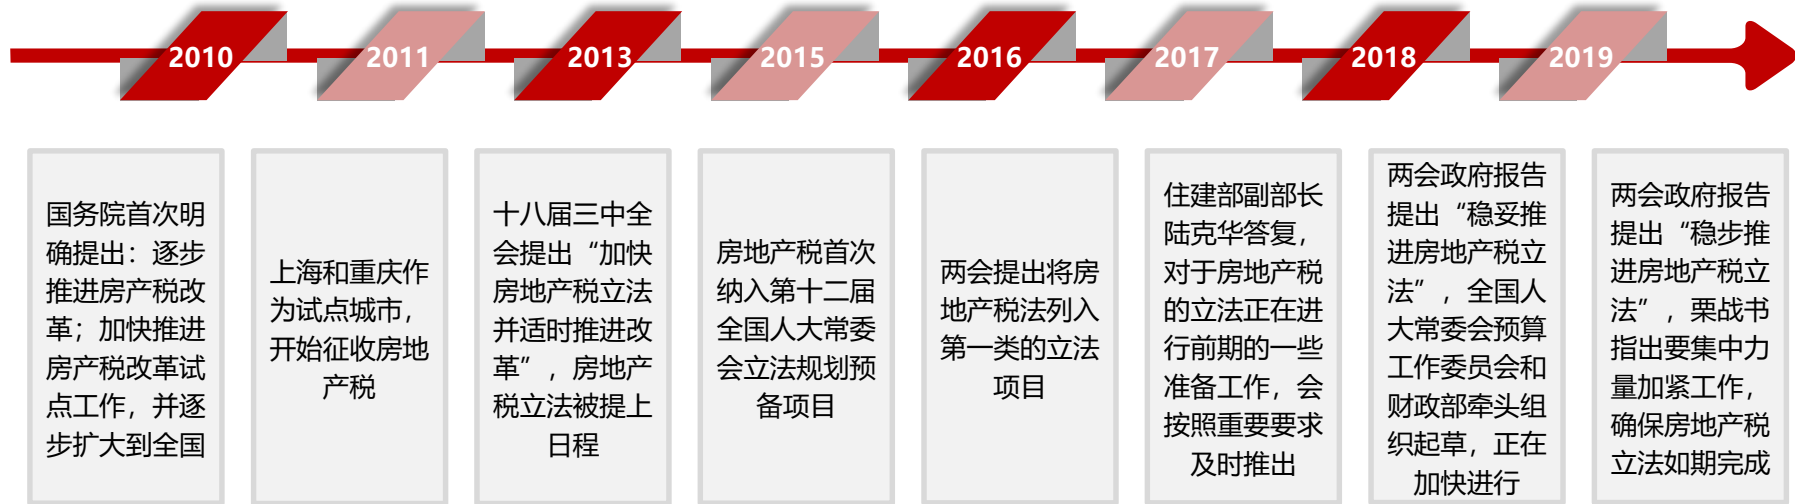 2010
2011
2013
2015
2016
2017
2018
2019
国务院首次明
确提出：逐步
推进房产税改
革；加快推进
房产税改革试
点工作，并逐
步扩大到全国
上海和重庆作
为试点城市，
开始征收房地
产税
十八届三中全
会提出“加快
房地产税立法
并适时推进改
革”，房地产
税立法被提上
日程
房地产税首次
纳入第十二届
全国人大常委
会立法规划预
备项目
两会提出将房
地产税法列入
第一类的立法
项目
住建部副部长
陆克华答复，
对于房地产税
的立法正在进
行前期的一些
准备工作，会
按照重要要求
及时推出
两会政府报告
提出“稳妥推
进房地产税立
法”，全国人
大常委会预算
工作委员会和
财政部牵头组
织起草，正在
加快进行
两会政府报告
提出“稳步推
进房地产税立
法”，栗战书
指出要集中力
量加紧工作，
确保房地产税
立法如期完成